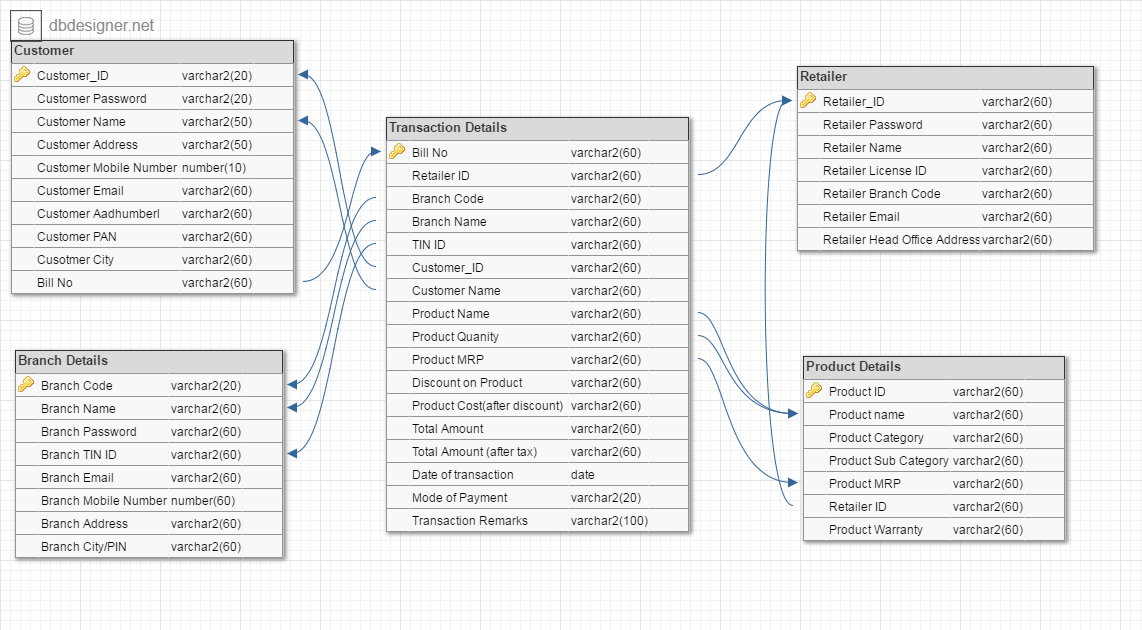 dbdesigner.net
Customer
Customer_ID varchar2(20)
Customer Password varchar2(20)
Customer Name varchar2(50)
Customer Address varchar2(50)
Customer Mobile Number number(10)
Customer Email varchar2(60)
Customer Aadhumberl varchar2(60)
Customer PAN varchar2(60)
Cusotmer City varchar2(60)
Bill No varchar2(60)
Branch Details
Branch Code varchar2(20)
Branch Name varchar2(60)
Branch Password varchar2(60)
Branch TIN ID varchar2(60)
Branch Email varchar2(60)
Branch Mobile Number number(60)
Branch Address varchar2(60)
Branch City/PIN varchar2(60)
Transaction Details
Bill No varchar2(60)
Retailer ID varchar2(60)
Branch Code varchar2(60)
Branch Name varchar2(60)
TIN ID varchar2(60)
Customer_ID varchar2(60)
Customer Name varchar2(60)
Product Name varchar2(60)
Product Quanity varchar2(60)
Product MRP varchar2(60)
Discount on Product varchar2(60)
Product Cost(after discount) varchar2(60)
Total Amount varchar2(60)
Total Amount (after tax) varchar2(60)
Date of transaction date
Mode of Payment varchar2(20)
Transaction Remarks varchar2(100)
Retailer
Retailer_ID varchar2(60)
Retailer Password varchar2(60)
Retailer Name varchar2(60)
Retailer License ID varchar2(60)
Retailer Branch Code varchar2(60)
Retailer Email varchar2(60)
Retailer Head Office Address varchar2(60)
Product Details
Product ID varchar2(60)
Product name varchar2(60)
Product Category varchar2(60)
Product Sub Category varchar2(60)
Product MRP varchar2(60)
Retailer ID varchar2(60)
Product Warranty varchar2(60)